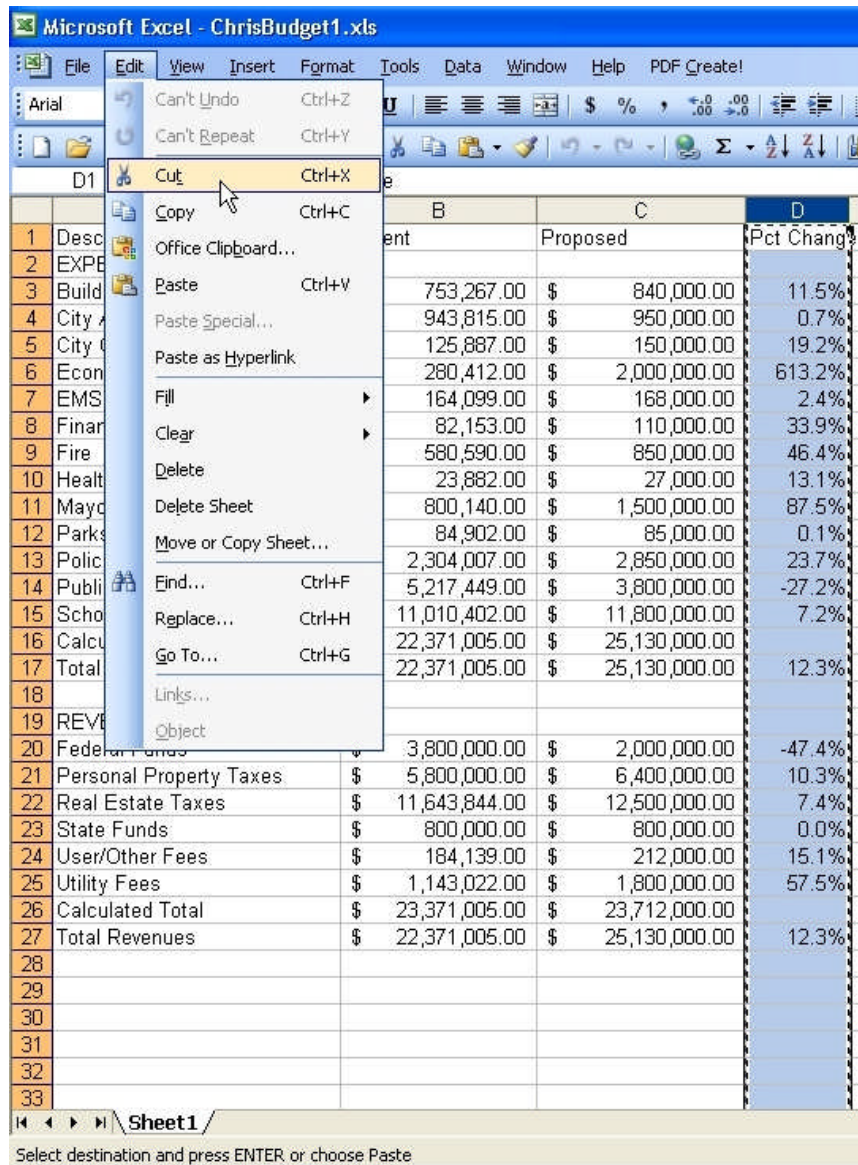 Microsoft Excel - ChrisBudget1.xls
File Edit View Insert Format Tools Data Window Help PDF Create!
Arial U $ % , .00
Can't Undo Ctrl+Z
Can't Repeat Ctrl+Y
Cut Ctrl+X
Copy Ctrl+C
Office Clipboard...
Paste Ctrl+V
Paste Special...
Paste as Hyperlink
Fill
Clear
Delete
Delete Sheet
Move or Copy Sheet...
Find... Ctrl+F
Replace... Ctrl+H
Go To... Ctrl+G
Links...
Object
D1 e
B C D
1 Desc ent Proposed Pct Chang
2 EXPE
3 Build 753,267.00 $ 840,000.00 11.5%
4 City A 943,815.00 $ 950,000.00 0.7%
5 City C 125,887.00 $ 150,000.00 19.2%
6 Econ 280,412.00 $ 2,000,000.00 613.2%
7 EMS 164,099.00 $ 168,000.00 2.4%
8 Finar 82,153.00 $ 110,000.00 33.9%
9 Fire 580,590.00 $ 850,000.00 46.4%
10 Healt 23,882.00 $ 27,000.00 13.1%
11 Mayo 800,140.00 $ 1,500,000.00 87.5%
12 Parks 84,902.00 $ 85,000.00 0.1%
13 Polic 2,304,007.00 $ 2,850,000.00 23.7%
14 Publi 5,217,449.00 $ 3,800,000.00 -27.2%
15 Scho 11,010,402.00 $ 11,800,000.00 7.2%
16 Calcu 22,371,005.00 $ 25,130,000.00
17 Total 22,371,005.00 $ 25,130,000.00 12.3%
18
19 REVE
20 Federal Funds $ 3,800,000.00 $ 2,000,000.00 -47.4%
21 Personal Property Taxes $ 5,800,000.00 $ 6,400,000.00 10.3%
22 Real Estate Taxes $ 11,643,844.00 $ 12,500,000.00 7.4%
23 State Funds $ 800,000.00 $ 800,000.00 0.0%
24 User/Other Fees $ 184,139.00 $ 212,000.00 15.1%
25 Utility Fees $ 1,143,022.00 $ 1,800,000.00 57.5%
26 Calculated Total $ 23,371,005.00 $ 23,712,000.00
27 Total Revenues $ 22,371,005.00 $ 25,130,000.00 12.3%
28
29
30
31
32
33
Sheet1
Select destination and press ENTER or choose Paste